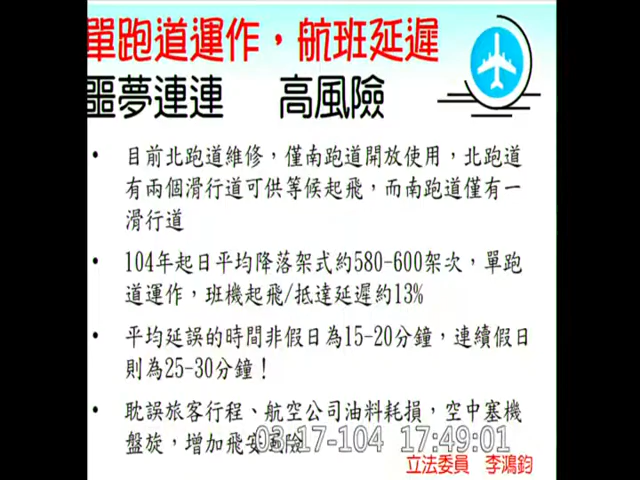 單跑道運作，航班延遲
噩夢連連 高風險
• 目前北跑道維修，僅南跑道開放使用，北跑道
有兩個滑行道可供等候起飛，而南跑道僅有一
滑行道
• 104年起日平均降落架式約580-600架次，單跑
道運作，班機起飛/抵達延遲約13%
• 平均延誤的時間非假日為15-20分鐘，連續假日
則為25-30分鐘！
• 耽誤旅客行程、航空公司油料耗損，空中塞機
盤旋，增加飛安風險
03-17-104 17:49:01
立法委員 李鴻鈞